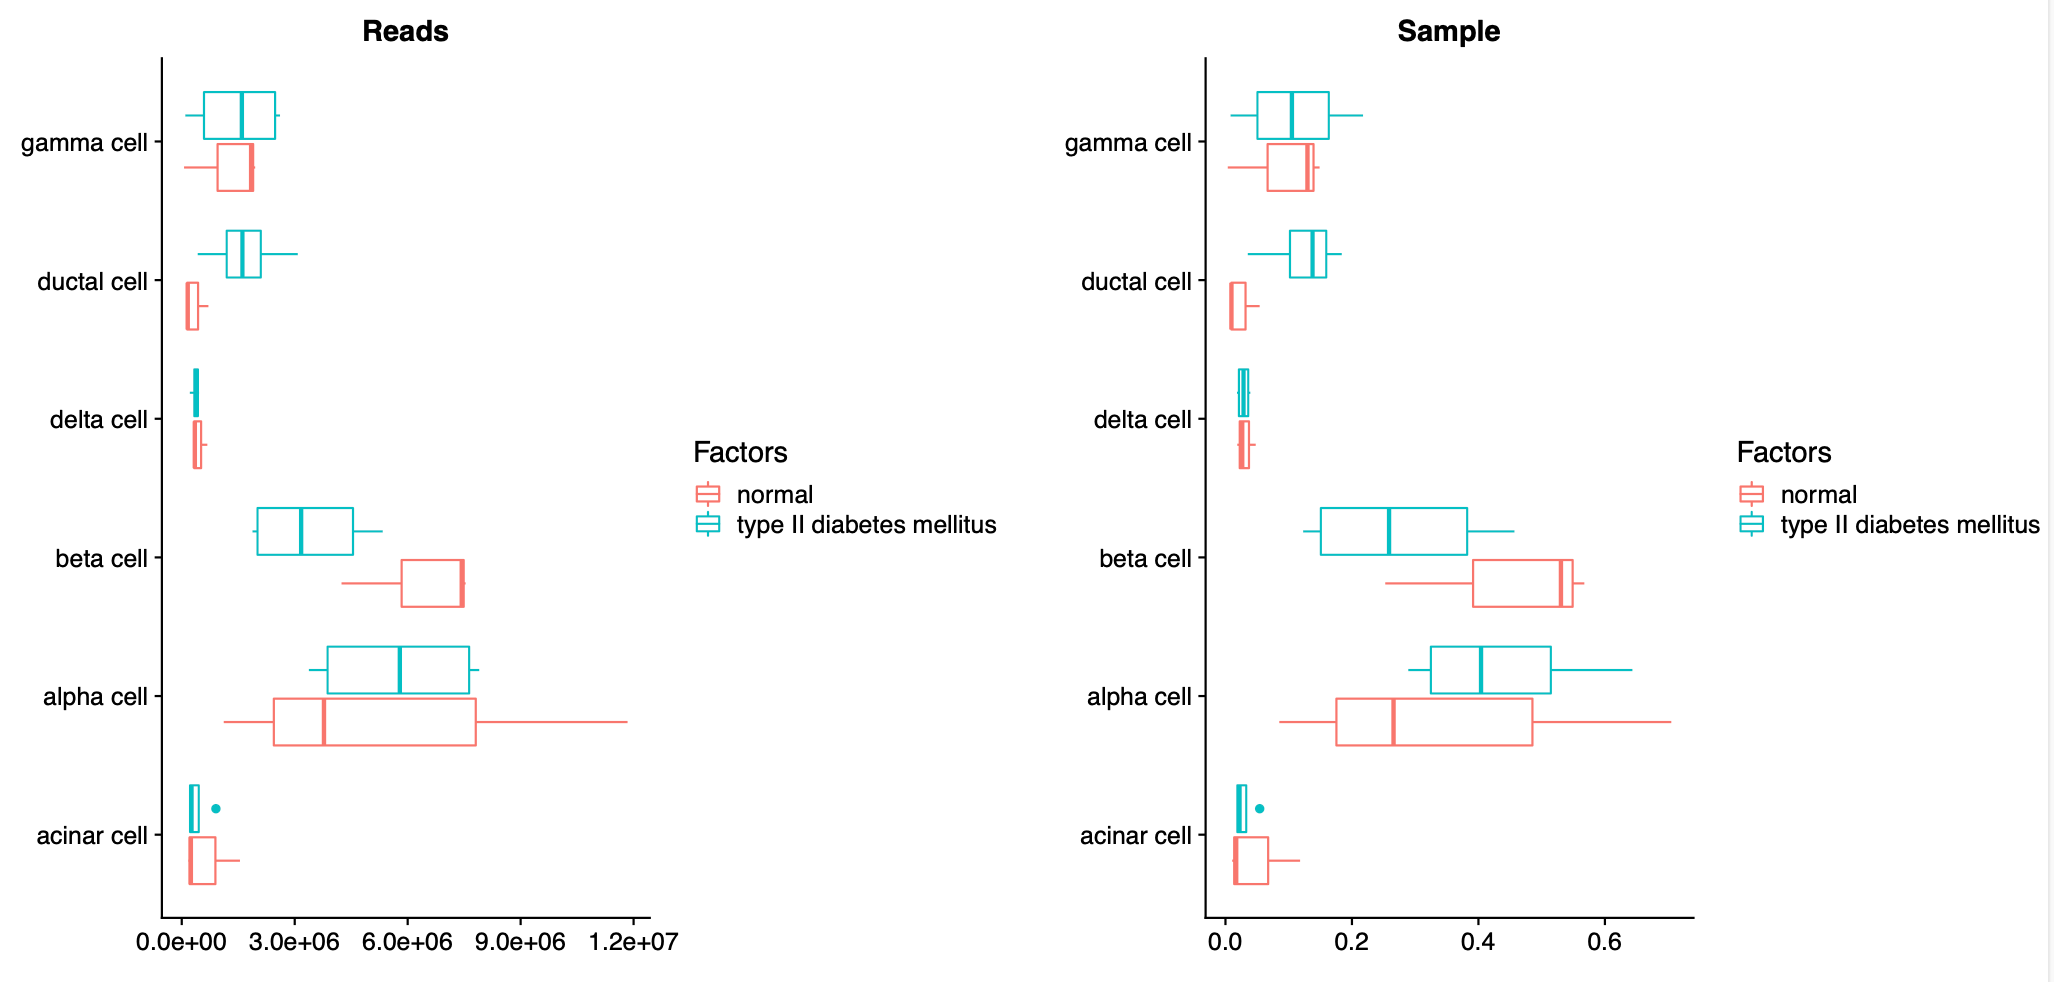 Reads
gamma cell
ductal cell
delta cell
beta cell
alpha cell
acinar cell
0.0e+00 3.0e+06 6.0e+06 9.0e+06 1.2e+07
Factors
normal
type II diabetes mellitus
Sample
gamma cell
ductal cell
delta cell
beta cell
alpha cell
acinar cell
0.0 0.2 0.4 0.6
Factors
normal
type II diabetes mellitus